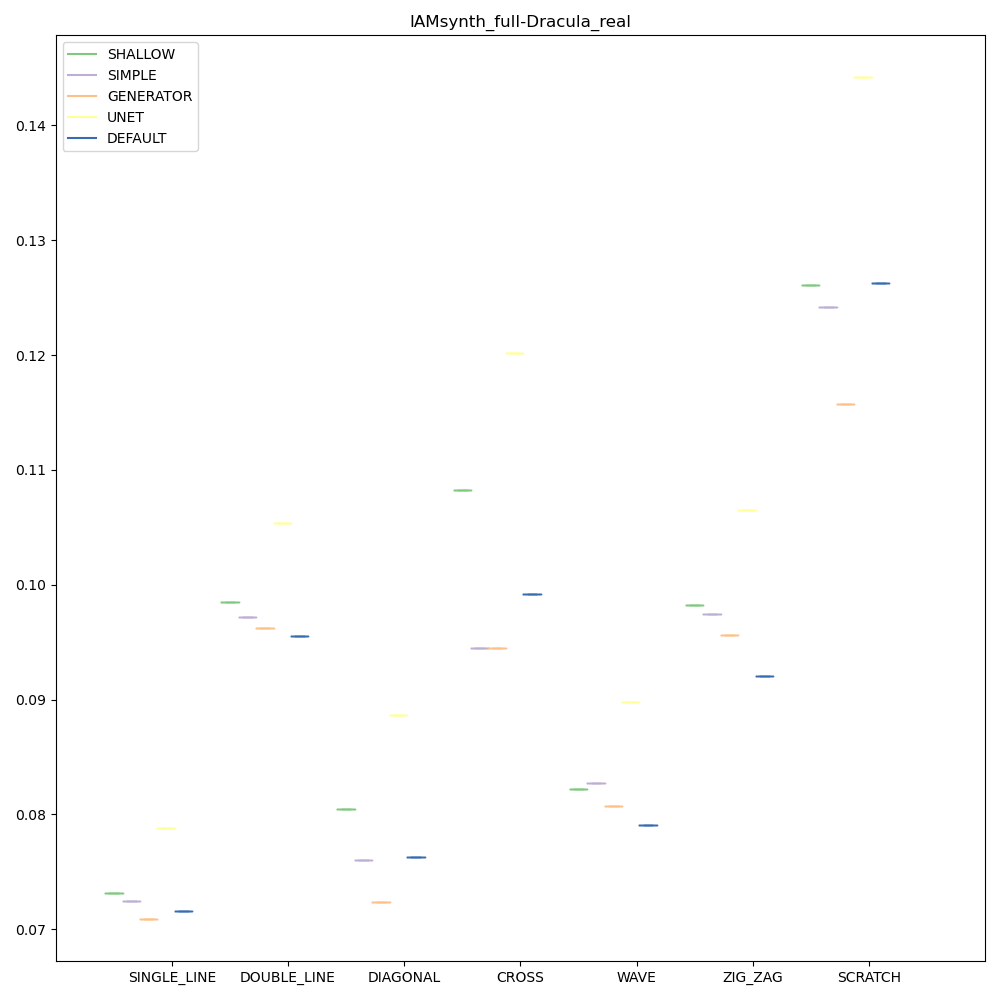 IAMsynth_full-Dracula_real
SHALLOW
SIMPLE
GENERATOR
UNET
DEFAULT
0.14
0.13
0.12
0.11
0.10
0.09
0.08
0.07
SINGLE_LINE DOUBLE_LINE DIAGONAL CROSS WAVE ZIG_ZAG SCRATCH